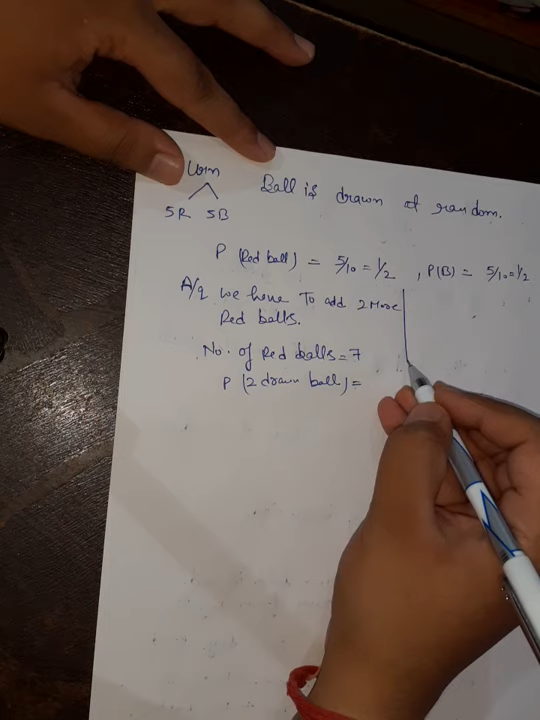 Urn
5R 5B
Ball is drawn at random.
P (Red ball) = 5/10 = 1/2 , P(B) = 5/10 = 1/2
A/q we have To add 2 More
Red balls.
No. of Red balls = 7
P (2 drawn ball) =